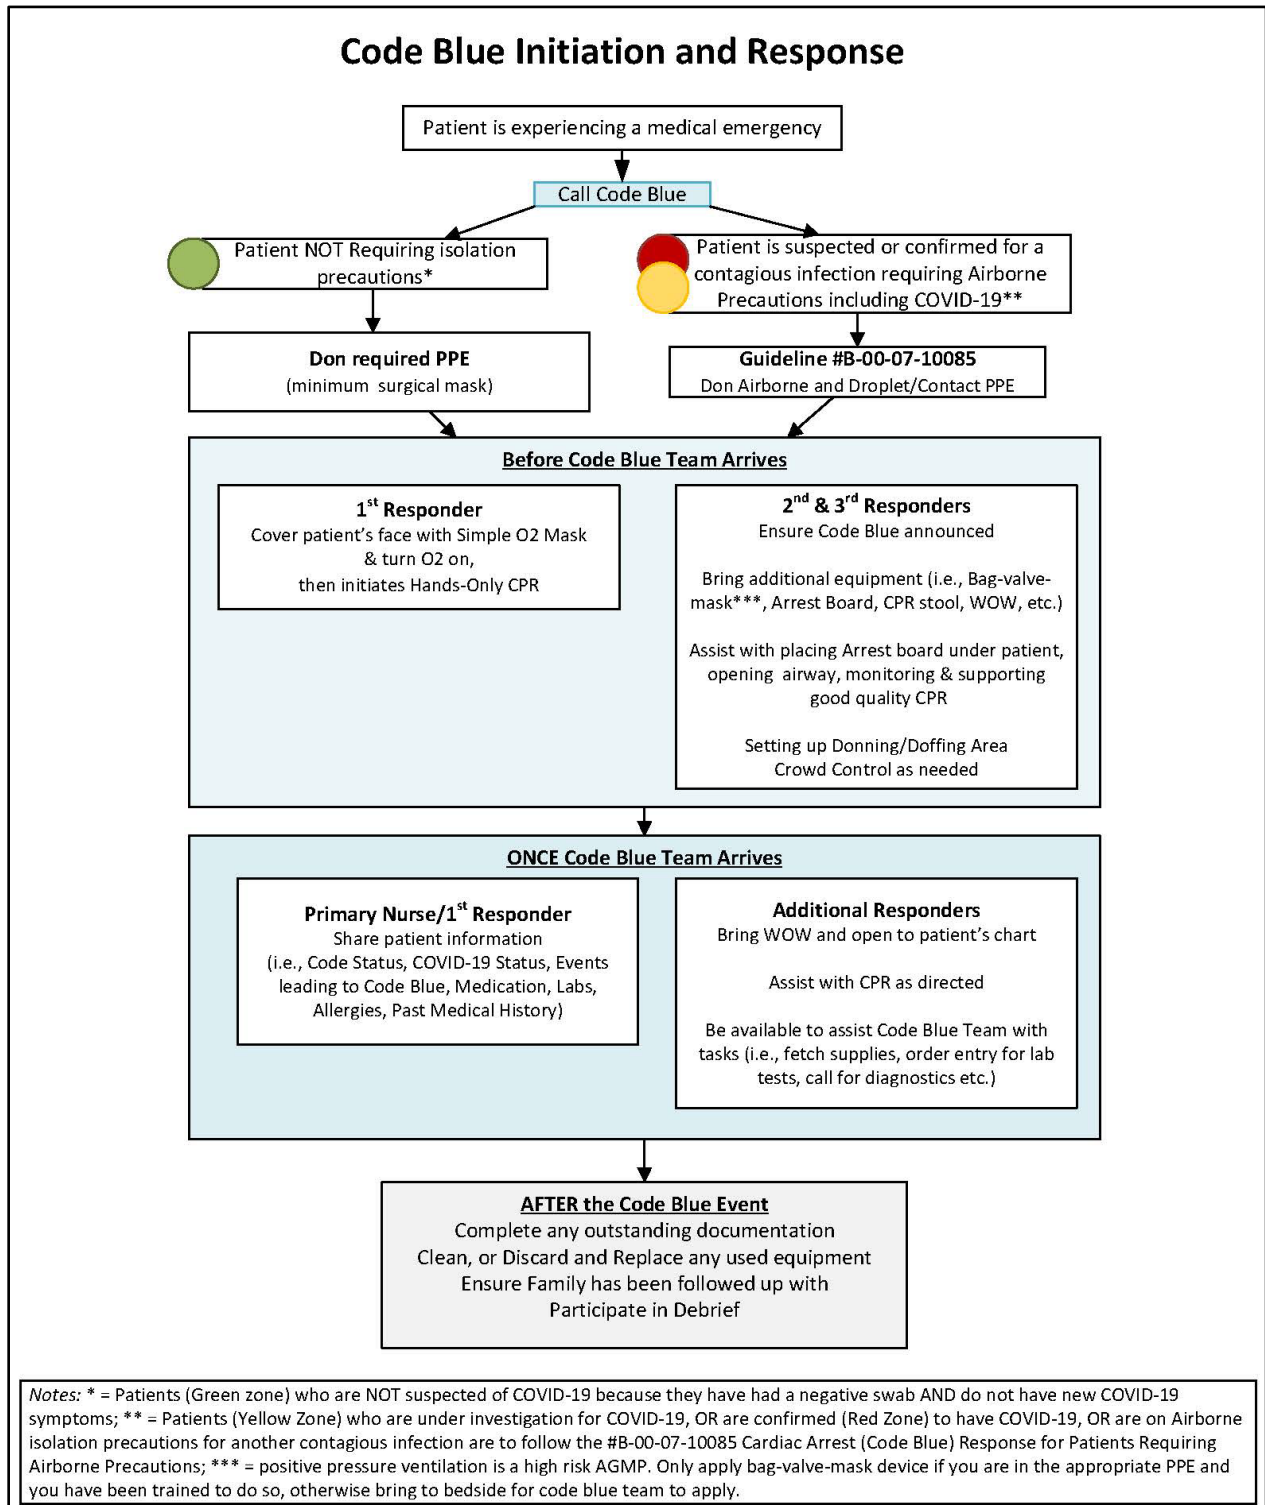 Code Blue Initiation and Response
Patient is experiencing a medical emergency
Call Code Blue
Patient NOT Requiring isolation
precautions*
Patient is suspected or confirmed for a
contagious infection requiring Airborne
Precautions including COVID-19**
Don required PPE
(minimum surgical mask)
Guideline #B-00-07-10085
Don Airborne and Droplet/Contact PPE
Before Code Blue Team Arrives
1st Responder
Cover patient's face with Simple O2 Mask
& turn O2 on,
then initiates Hands-Only CPR
2nd & 3rd Responders
Ensure Code Blue announced
Bring additional equipment (i.e., Bag-valve-
mask***, Arrest Board, CPR stool, WOW, etc.)
Assist with placing Arrest board under patient,
opening airway, monitoring & supporting
good quality CPR
Setting up Donning/Doffing Area
Crowd Control as needed
ONCE Code Blue Team Arrives
Primary Nurse/1st Responder
Share patient information
(i.e., Code Status, COVID-19 Status, Events
leading to Code Blue, Medication, Labs,
Allergies, Past Medical History)
Additional Responders
Bring WOW and open to patient's chart
Assist with CPR as directed
Be available to assist Code Blue Team with
tasks (i.e., fetch supplies, order entry for lab
tests, call for diagnostics etc.)
AFTER the Code Blue Event
Complete any outstanding documentation
Clean, or Discard and Replace any used equipment
Ensure Family has been followed up with
Participate in Debrief
Notes: * = Patients (Green zone) who are NOT suspected of COVID-19 because they have had a negative swab AND do not have new COVID-19
symptoms; ** = Patients (Yellow Zone) who are under investigation for COVID-19, OR are confirmed (Red Zone) to have COVID-19, OR are on Airborne
isolation precautions for another contagious infection are to follow the #B-00-07-10085 Cardiac Arrest (Code Blue) Response for Patients Requiring
Airborne Precautions; *** = positive pressure ventilation is a high risk AGMP. Only apply bag-valve-mask device if you are in the appropriate PPE and
you have been trained to do so, otherwise bring to bedside for code blue team to apply.